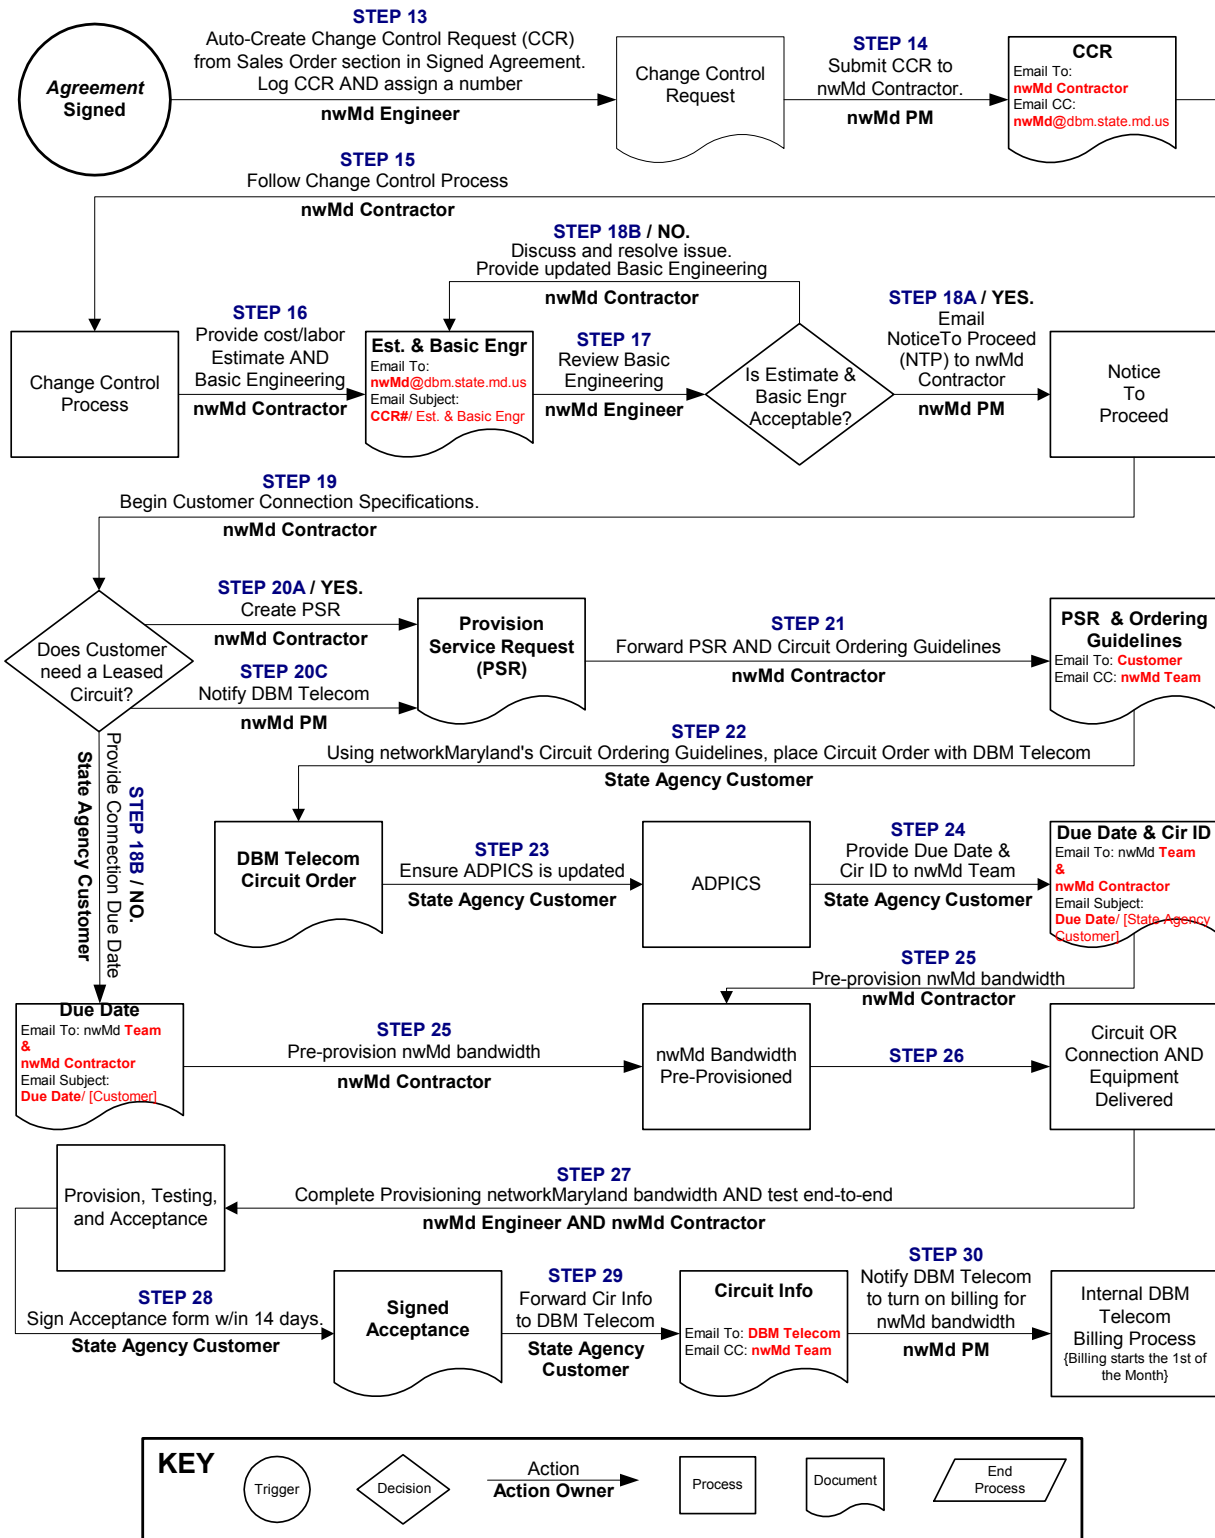 STEP 13
Auto-Create Change Control Request (CCR)
from Sales Order section in Signed Agreement.
Log CCR AND assign a number
nwMd Engineer
Agreement
Signed
Change Control
Request
STEP 14
Submit CCR to
nwMd Contractor.
nwMd PM
CCR
Email To:
nwMd Contractor
Email CC:
nwMd@dbm.state.md.us
STEP 15
Follow Change Control Process
nwMd Contractor
STEP 18B / NO.
Discuss and resolve issue.
Provide updated Basic Engineering
nwMd Contractor
Change Control
Process
STEP 16
Provide cost/labor
Estimate AND
Basic Engineering
nwMd Contractor
Est. & Basic Engr
Email To:
nwMd@dbm.state.md.us
Email Subject:
CCR#/ Est. & Basic Engr
STEP 17
Review Basic
Engineering
nwMd Engineer
Is Estimate &
Basic Engr
Acceptable?
STEP 18A / YES.
Email
NoticeTo Proceed
(NTP) to nwMd
Contractor
nwMd PM
Notice
To
Proceed
STEP 19
Begin Customer Connection Specifications.
nwMd Contractor
Does Customer
need a Leased
Circuit?
STEP 20A / YES.
Create PSR
nwMd Contractor
STEP 20C
Notify DBM Telecom
nwMd PM
Provision
Service Request
(PSR)
STEP 21
Forward PSR AND Circuit Ordering Guidelines
nwMd Contractor
PSR & Ordering
Guidelines
Email To: Customer
Email CC: nwMd Team
STEP 22
Using networkMaryland's Circuit Ordering Guidelines, place Circuit Order with DBM Telecom
State Agency Customer
STEP 18B / NO.
Provide Connection Due Date
State Agency Customer
DBM Telecom
Circuit Order
STEP 23
Ensure ADPICS is updated
State Agency Customer
ADPICS
STEP 24
Provide Due Date &
Cir ID to nwMd Team
State Agency Customer
Due Date & Cir ID
Email To: nwMd Team
&
nwMd Contractor
Email Subject:
Due Date/ [State Agency
Customer]
STEP 25
Pre-provision nwMd bandwidth
nwMd Contractor
Due Date
Email To: nwMd Team
&
nwMd Contractor
Email Subject:
Due Date/ [Customer]
STEP 25
Pre-provision nwMd bandwidth
nwMd Contractor
nwMd Bandwidth
Pre-Provisioned
STEP 26
Circuit OR
Connection AND
Equipment
Delivered
STEP 27
Complete Provisioning networkMaryland bandwidth AND test end-to-end
nwMd Engineer AND nwMd Contractor
Provision, Testing,
and Acceptance
STEP 28
Sign Acceptance form w/in 14 days.
State Agency Customer
Signed
Acceptance
STEP 29
Forward Cir Info
to DBM Telecom
State Agency
Customer
Circuit Info
Email To: DBM Telecom
Email CC: nwMd Team
STEP 30
Notify DBM Telecom
to turn on billing for
nwMd bandwidth
nwMd PM
Internal DBM
Telecom
Billing Process
{Billing starts the 1st of
the Month}
KEY
Trigger
Decision
Action
Action Owner
Process
Document
End
Process